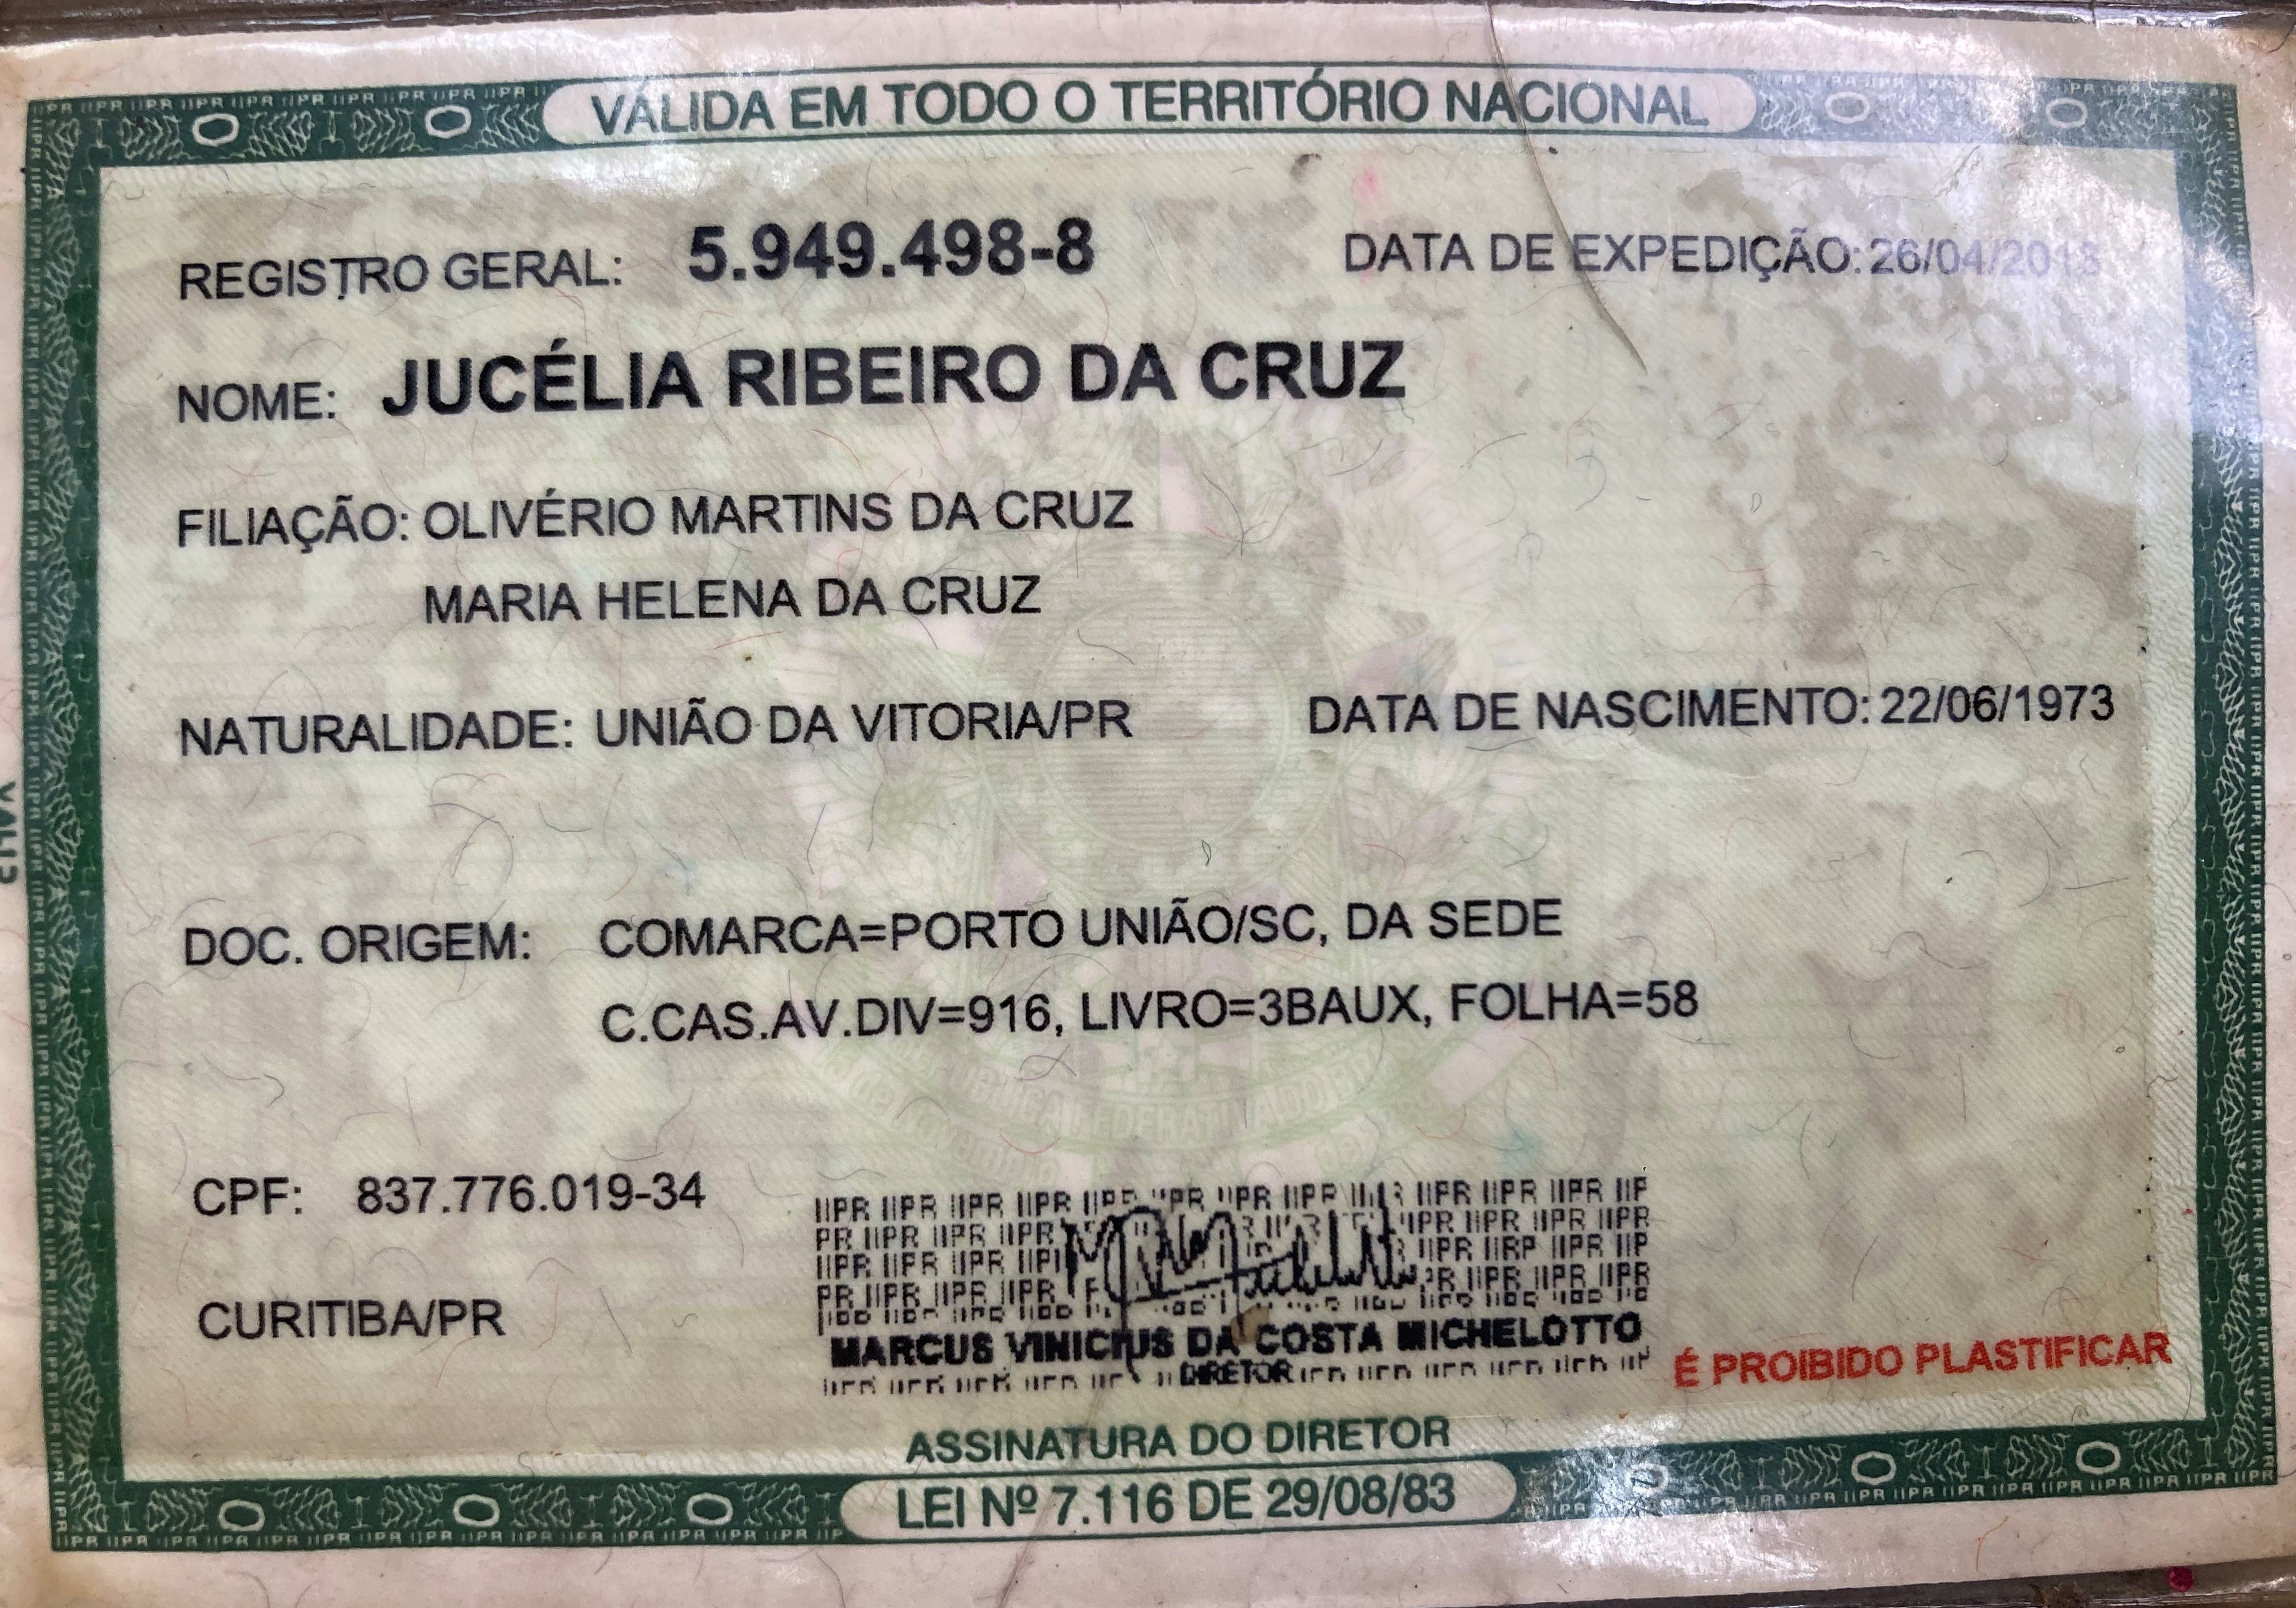 VÁLIDA EM TODO O TERRITÓRIO NACIONAL
REGISTRO GERAL: 5.949.498-8 DATA DE EXPEDIÇÃO: 26/04/2018
NOME: JUCÉLIA RIBEIRO DA CRUZ
FILIAÇÃO: OLIVÉRIO MARTINS DA CRUZ
MARIA HELENA DA CRUZ
NATURALIDADE: UNIÃO DA VITORIA/PR DATA DE NASCIMENTO: 22/06/1973
DOC. ORIGEM: COMARCA=PORTO UNIÃO/SC, DA SEDE
C.CAS.AV.DIV=916, LIVRO=3BAUX, FOLHA=58
CPF: 837.776.019-34
CURITIBA/PR
MARCUS VINICIUS DA COSTA MICHELOTTO
DIRETOR
É PROIBIDO PLASTIFICAR
ASSINATURA DO DIRETOR
LEI Nº 7.116 DE 29/08/83